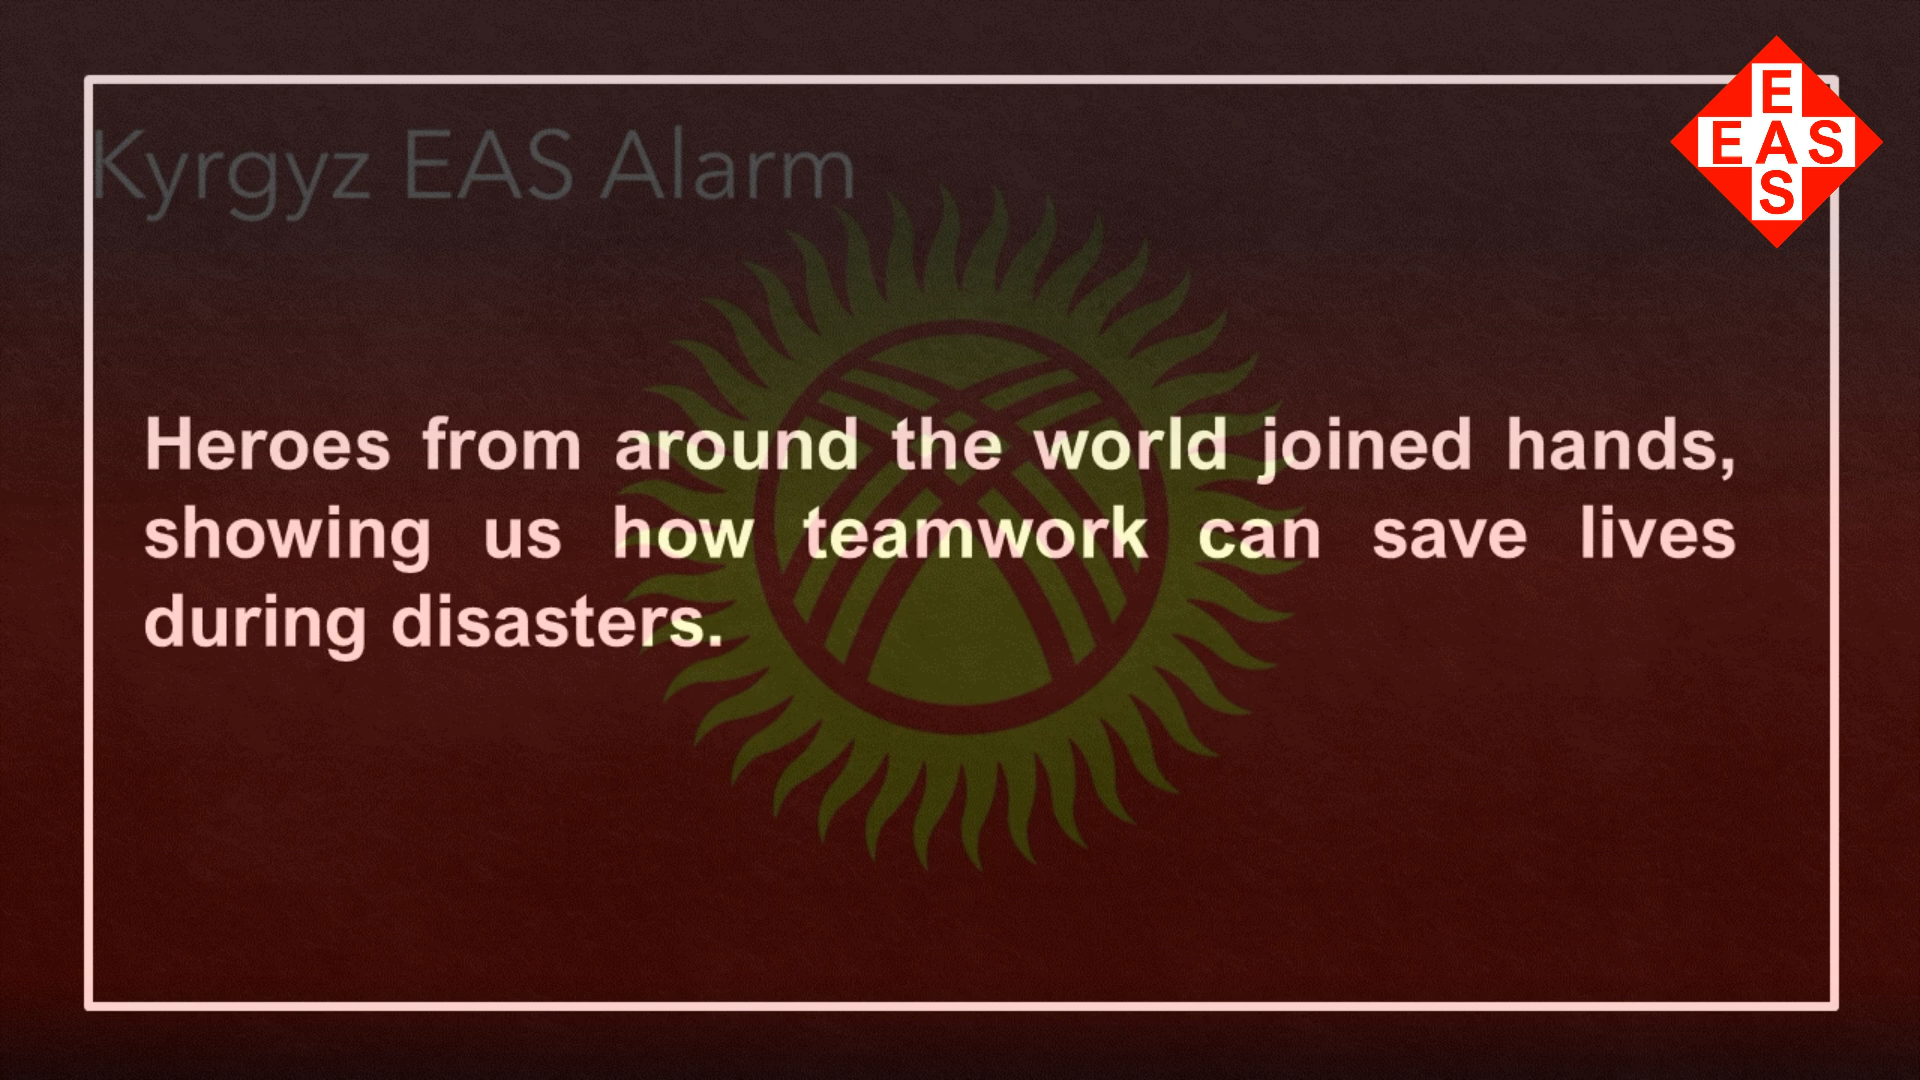 Kyrgyz EAS Alarm
E
EAS
S
Heroes from around the world joined hands,
showing us how teamwork can save lives
during disasters.